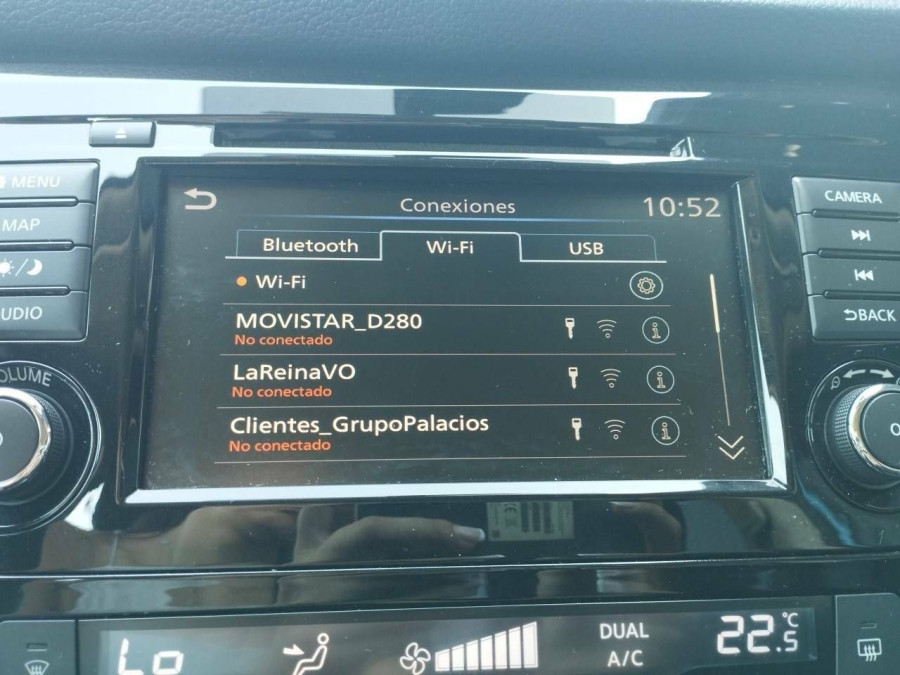 MENU
MAP
UDIO
OLUME
Conexiones
10:52
Bluetooth
Wi-Fi
USB
Wi-Fi
MOVISTAR_D280
No conectado
LaReinaVO
No conectado
Clientes_GrupoPalacios
No conectado
CAMERA
BACK
Lo
DUAL
A/C
22.5°C